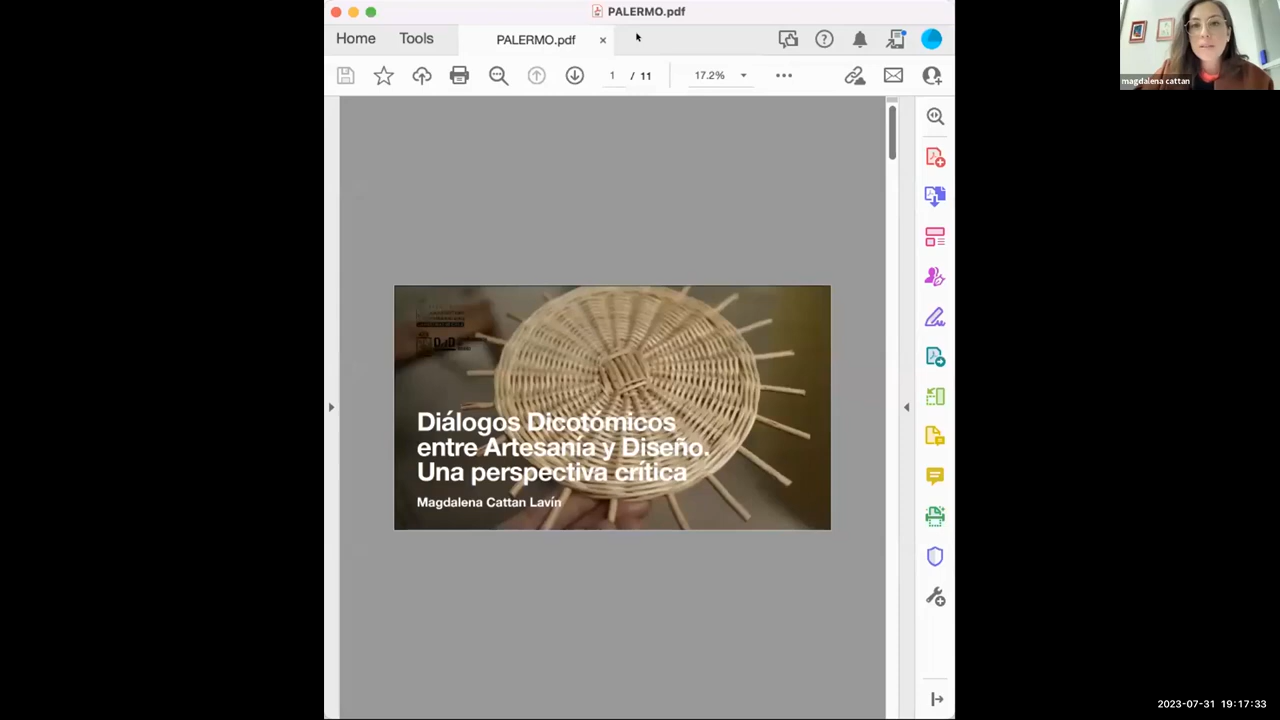 PALERMO.pdf
Home
Tools
PALERMO.pdf
1 / 11
17.2%
magdalena cattan
Diálogos Dicotómicos
entre Artesanía y Diseño.
Una perspectiva crítica
Magdalena Cattan Lavín
2023-07-31 19:17:33